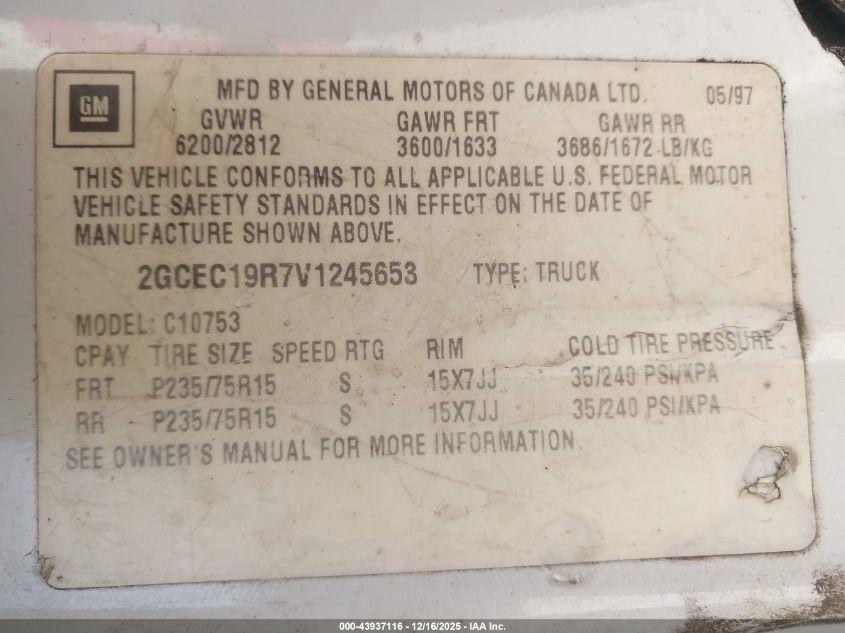 GM
MFD BY GENERAL MOTORS OF CANADA LTD. 05/97
GVWR GAWR FRT GAWR RR
6200/2812 3600/1633 3686/1672 LB/KG
THIS VEHICLE CONFORMS TO ALL APPLICABLE U.S. FEDERAL MOTOR
VEHICLE SAFETY STANDARDS IN EFFECT ON THE DATE OF
MANUFACTURE SHOWN ABOVE.
2GCEC19R7V1245653 TYPE: TRUCK
MODEL: C10753
CPAY TIRE SIZE SPEED RTG RIM COLD TIRE PRESSURE
FRT P235/75R15 S 15X7JJ 35/240 PSI/KPA
RR P235/75R15 S 15X7JJ 35/240 PSI/KPA
SEE OWNER'S MANUAL FOR MORE INFORMATION.
000-43937116 - 12/16/2025 - IAA Inc.